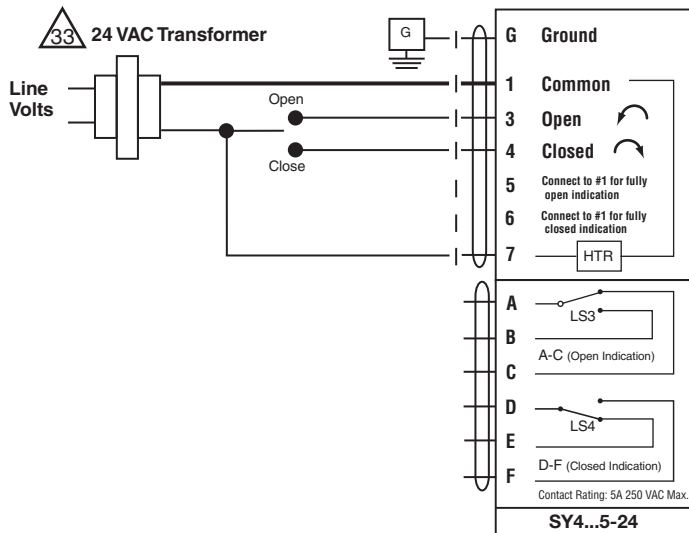 33 24 VAC Transformer
Line
Volts
Open
Close
G
G Ground
1 Common
3 Open
4 Closed
5 Connect to #1 for fully
open indication
6 Connect to #1 for fully
closed indication
7 HTR
A
LS3
B
A-C (Open Indication)
C
D
LS4
E
D-F (Closed Indication)
F
Contact Rating: 5A 250 VAC Max.
SY4...5-24